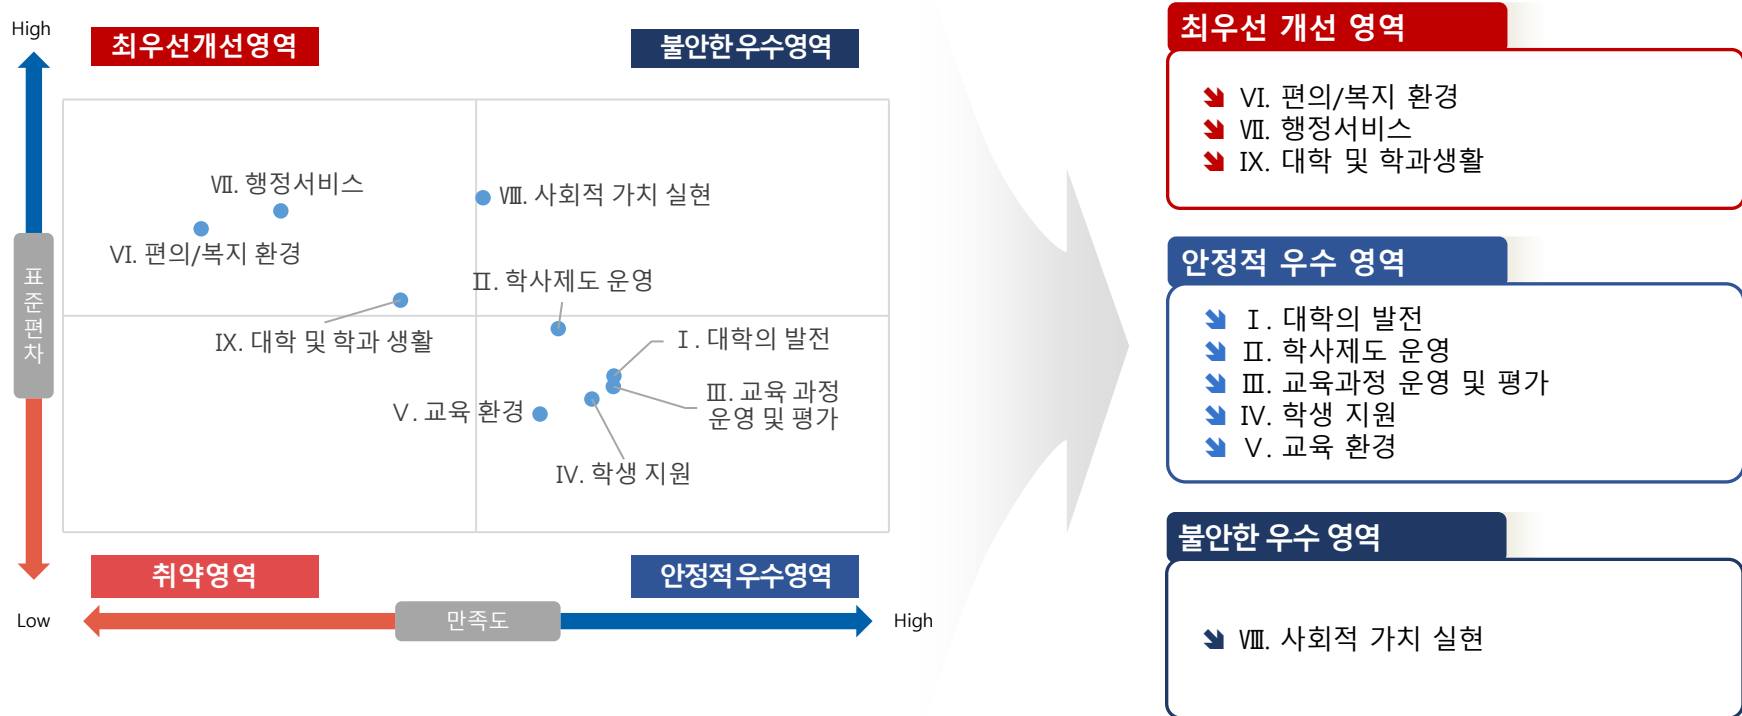 High
최우선개선영역
불안한 우수영역
Ⅶ. 행정서비스
Ⅷ. 사회적 가치 실현
Ⅵ. 편의/복지 환경
Ⅱ. 학사제도 운영
Ⅸ. 대학 및 학과 생활
Ⅰ. 대학의 발전
Ⅲ. 교육 과정
운영 및 평가
Ⅴ. 교육 환경
Ⅳ. 학생 지원
표준편차
취약영역
안정적 우수영역
Low
만족도
High
최우선 개선 영역
Ⅵ. 편의/복지 환경
Ⅶ. 행정서비스
Ⅸ. 대학 및 학과생활
안정적 우수 영역
Ⅰ. 대학의 발전
Ⅱ. 학사제도 운영
Ⅲ. 교육과정 운영 및 평가
Ⅳ. 학생 지원
Ⅴ. 교육 환경
불안한 우수 영역
Ⅷ. 사회적 가치 실현